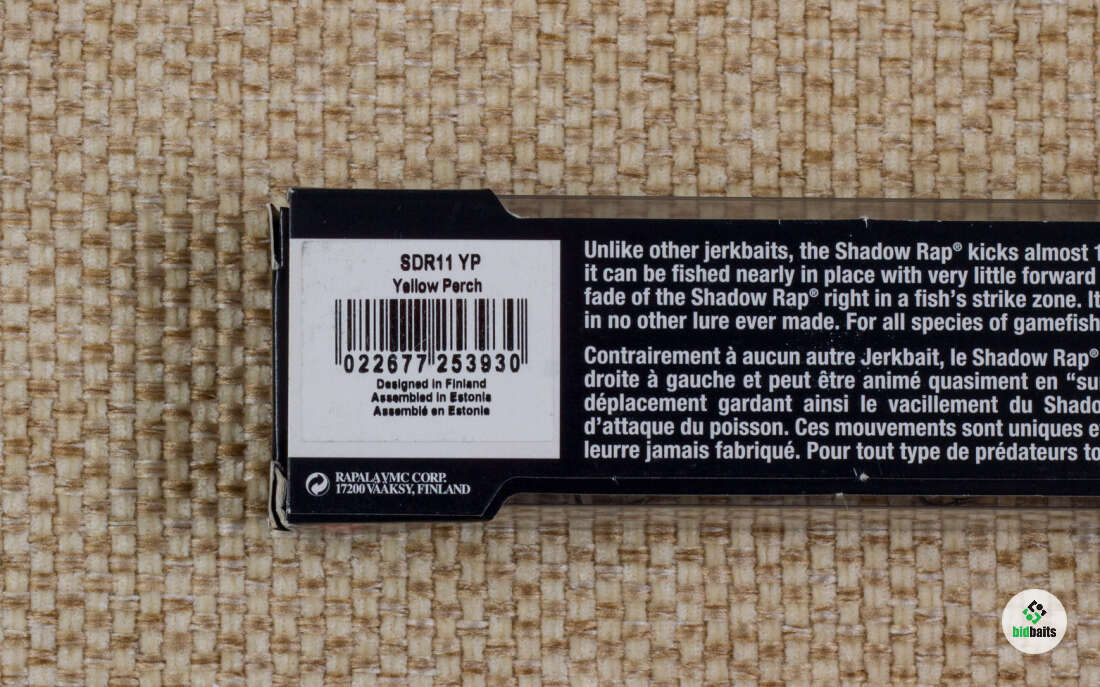 SDR11 YP
Yellow Perch
022677 253930
Designed in Finland
Assembled in Estonia
Assemblé en Estonie
RAPALA VMC CORP.
17200 VÄÄKSY, FINLAND
Unlike other jerkbaits, the Shadow Rap® kicks almost
it can be fished nearly in place with very little forward
fade of the Shadow Rap® right in a fish's strike zone. It
in no other lure ever made. For all species of gamefish
Contrairement à aucun autre Jerkbait, le Shadow Rap®
droite à gauche et peut être animé quasiment en “su
déplacement gardant ainsi le vacillement du Shado
d'attaque du poisson. Ces mouvements sont uniques e
leurre jamais fabriqué. Pour tout type de prédateurs to
bidbaits